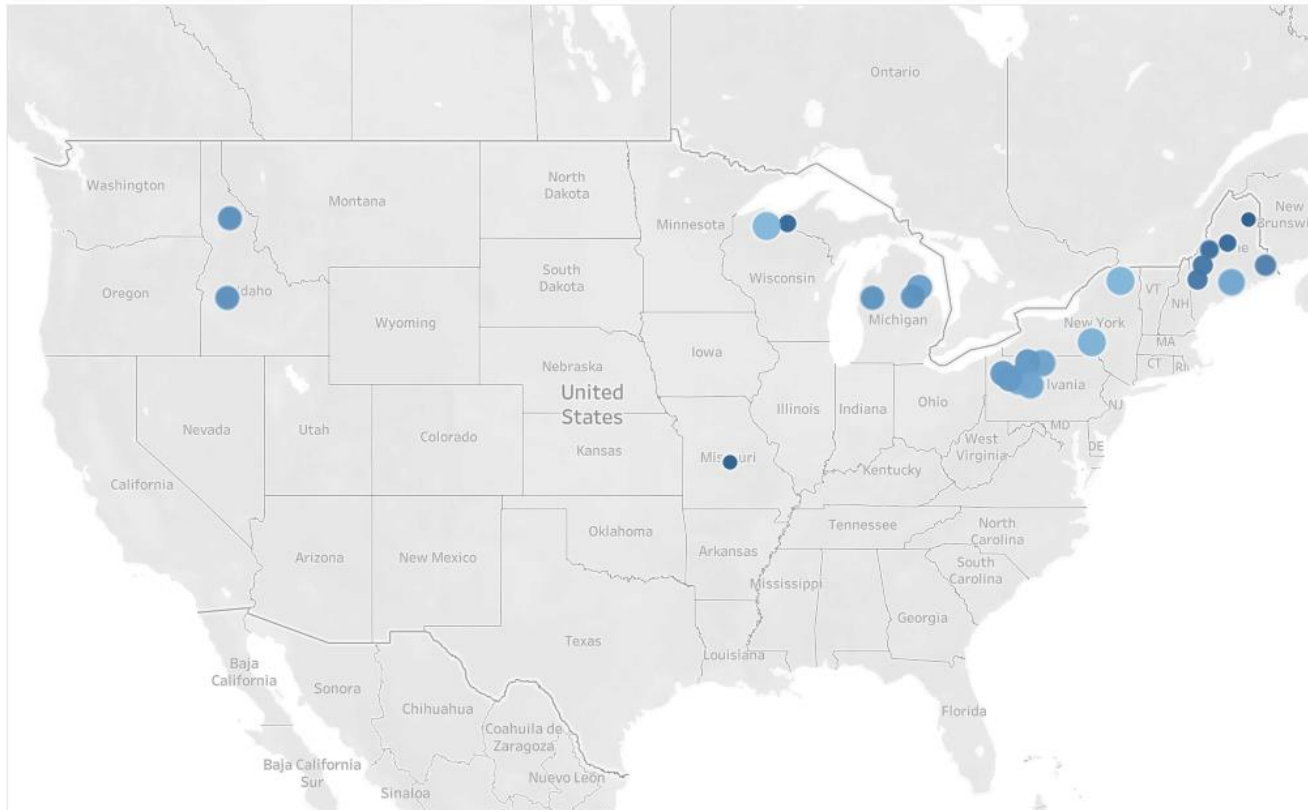 Ontario
Washington
Montana
North
Dakota
Minnesota
New
Brunswi
ne
Oregon
daho
South
Dakota
Wisconsin
Michigan
VT
NH
Wyoming
New York
MA
CT
RI
Iowa
Nebraska
lvania
United
States
Illinois
Indiana
Ohio
NJ
Nevada
Utah
Colorado
Kansas
Mis uri
West
Virginia
MD
DE
California
Kentucky
Arizona
New Mexico
Oklahoma
Arkansas
Tennessee
North
Carolina
South
Carolina
Mississippi
Georgia
Texas
Louisiana
Baja
California
Sonora
Chihuahua
Coahuila de
Zaragoza
Florida
Baja California
Sur
Sinaloa
Nuevo León